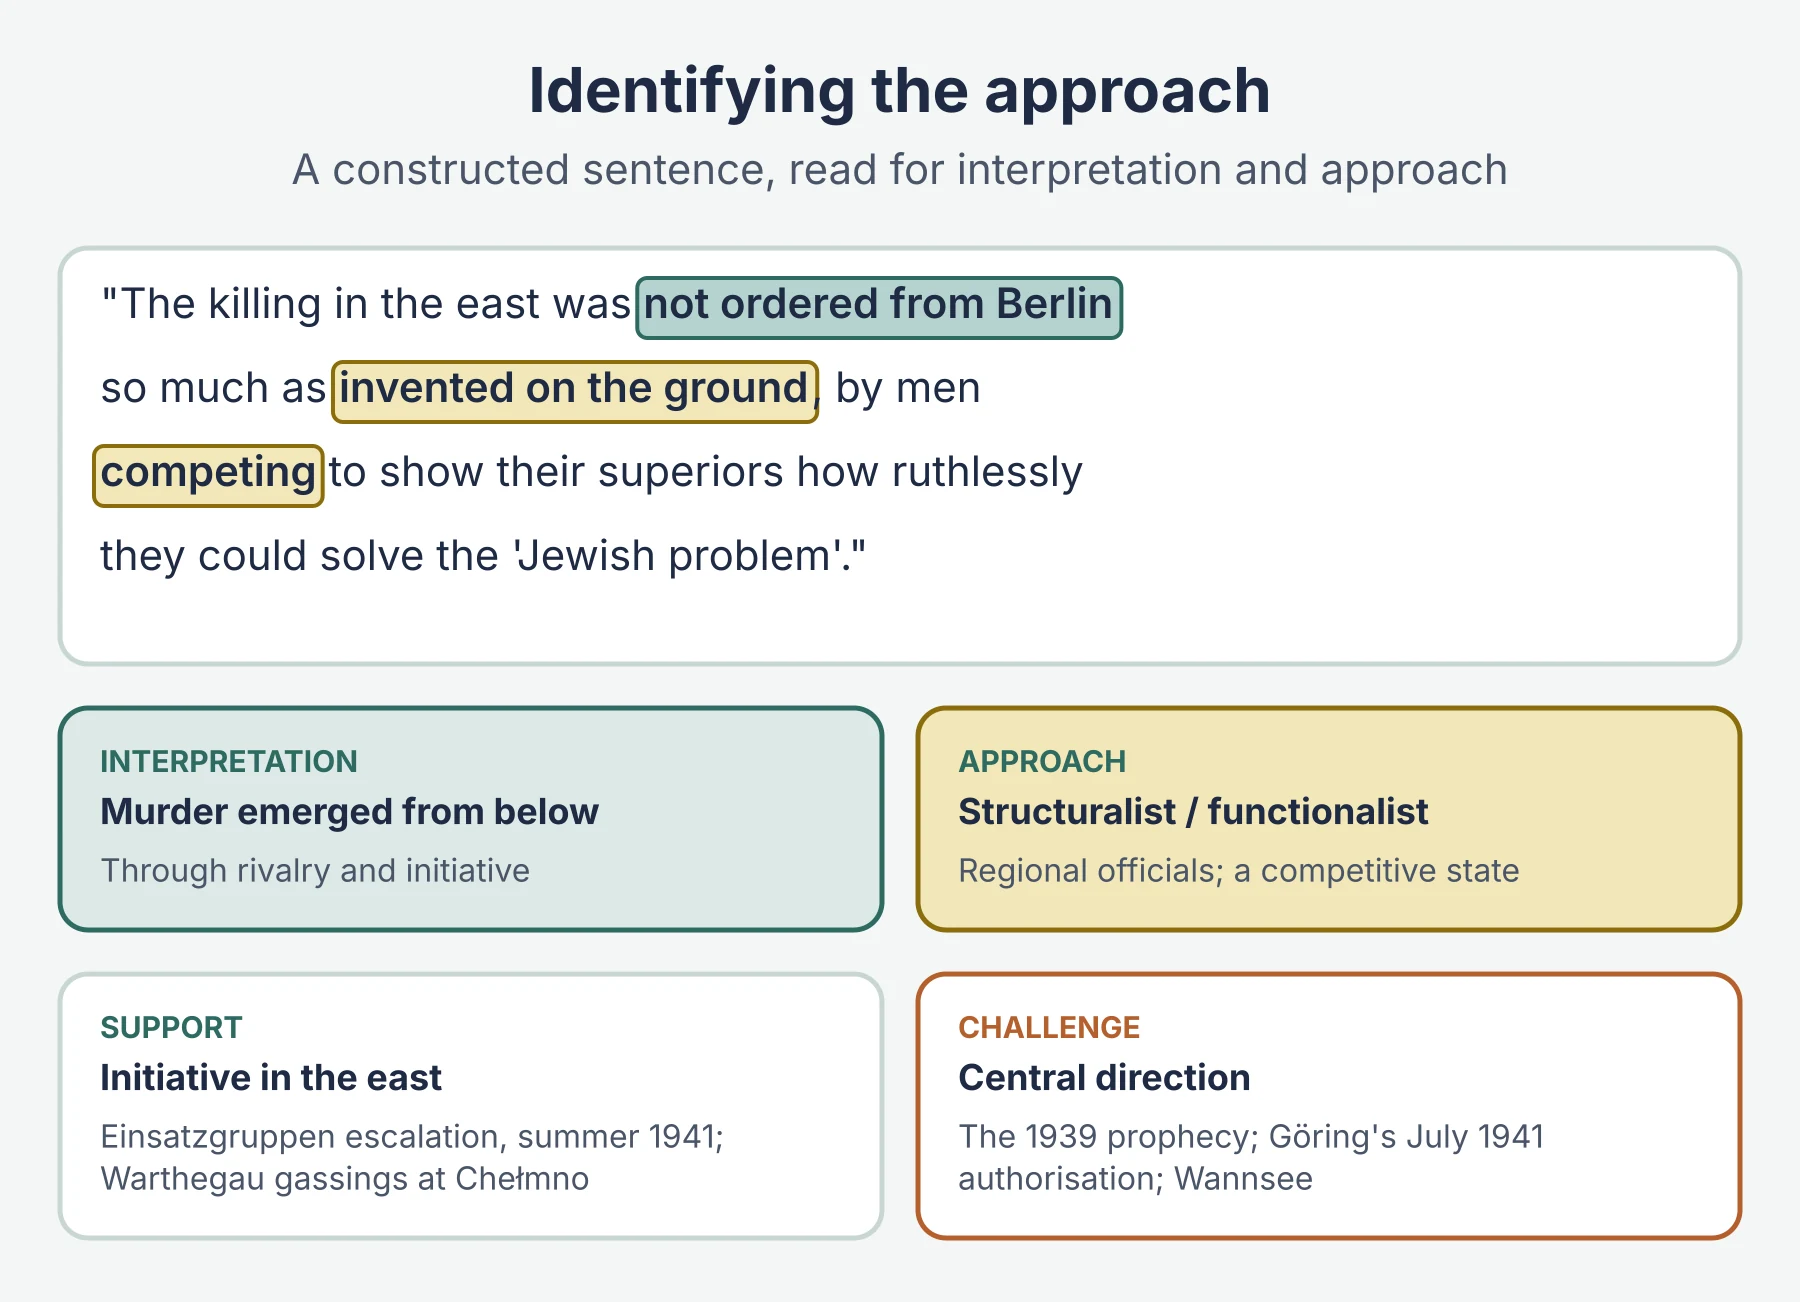 Identifying the approach
A constructed sentence, read for interpretation and approach
"The killing in the east was not ordered from Berlin
so much as invented on the ground, by men
competing to show their superiors how ruthlessly
they could solve the 'Jewish problem'."
INTERPRETATION
Murder emerged from below
Through rivalry and initiative
APPROACH
Structuralist / functionalist
Regional officials; a competitive state
SUPPORT
Initiative in the east
Einsatzgruppen escalation, summer 1941;
Warthegau gassings at Chełmno
CHALLENGE
Central direction
The 1939 prophecy; Göring's July 1941
authorisation; Wannsee